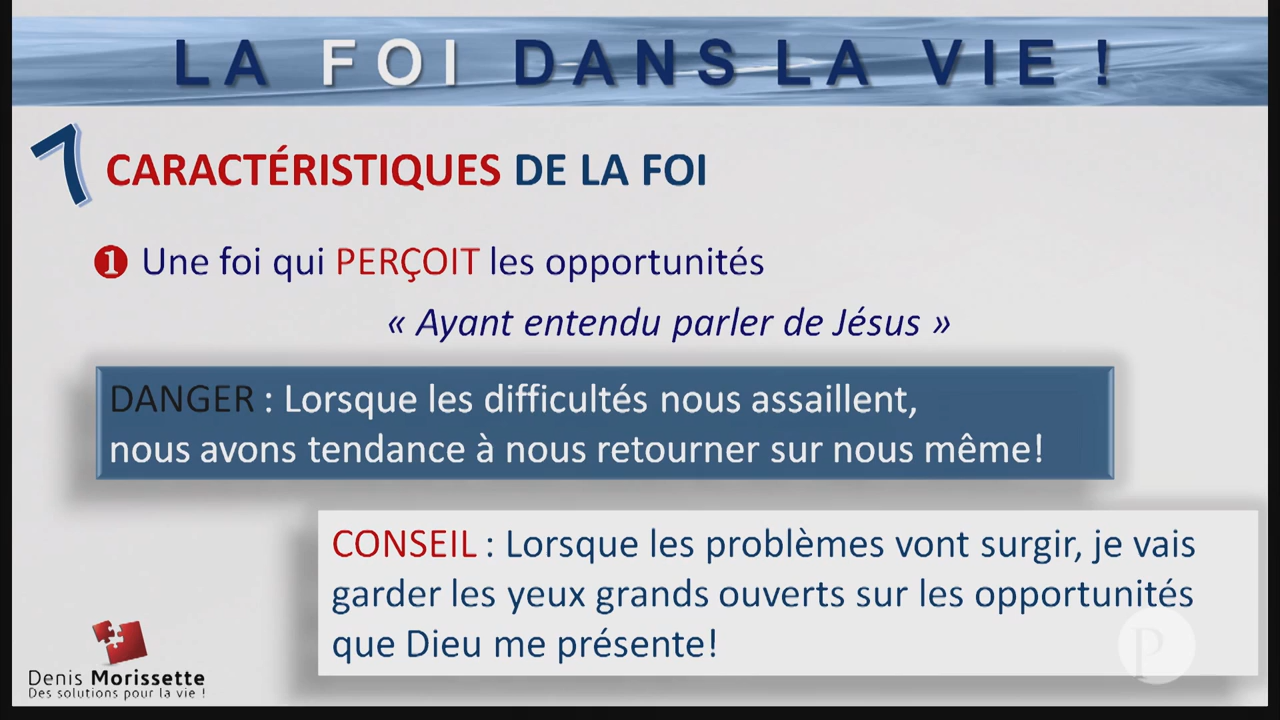 LA FOI DANS LA VIE !
7 CARACTÉRISTIQUES DE LA FOI
1 Une foi qui PERÇOIT les opportunités
« Ayant entendu parler de Jésus »
DANGER : Lorsque les difficultés nous assaillent,
nous avons tendance à nous retourner sur nous même!
CONSEIL : Lorsque les problèmes vont surgir, je vais
garder les yeux grands ouverts sur les opportunités
que Dieu me présente!
P
Denis Morissette
Des solutions pour la vie !